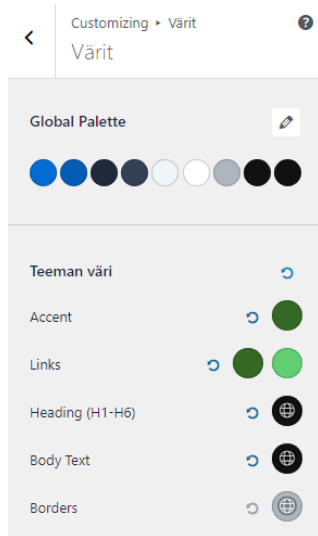 Customizing ▸ Värit
Värit
Global Palette
Teeman väri
Accent
Links
Heading (H1-H6)
Body Text
Borders